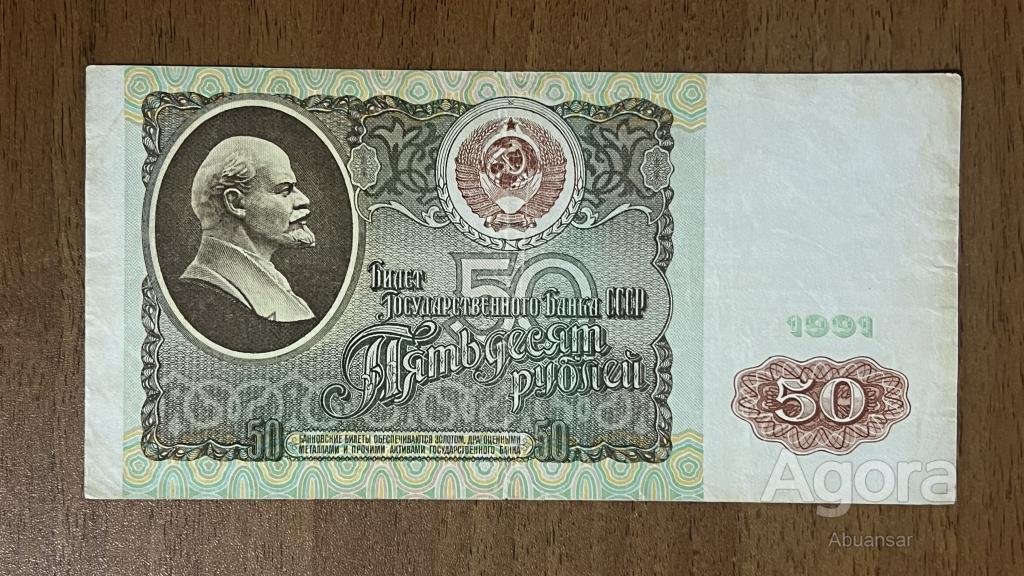 50
Билет
Государственного Банка СССР
Пятьдесят
рублей
50
БАНКОВСКИЕ БИЛЕТЫ ОБЕСПЕЧИВАЮТСЯ ЗОЛОТОМ, ДРАГОЦЕННЫМИ
МЕТАЛЛАМИ И ПРОЧИМИ АКТИВАМИ ГОСУДАРСТВЕННОГО БАНКА
50
1991
50
Agora
Abuansar